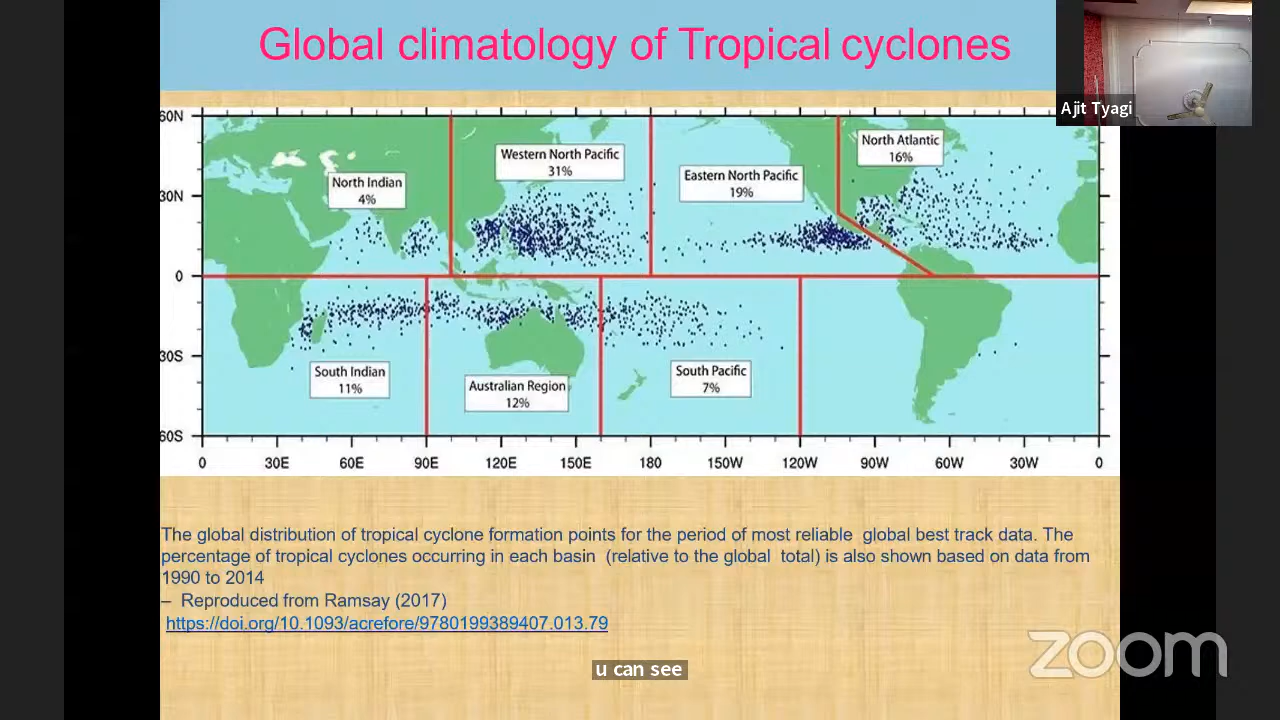 Global climatology of Tropical cyclones
Ajit Tyagi
60N
30N
0
30S
60S
North Indian
4%
Western North Pacific
31%
Eastern North Pacific
19%
North Atlantic
16%
South Indian
11%
Australian Region
12%
South Pacific
7%
0 30E 60E 90E 120E 150E 180 150W 120W 90W 60W 30W 0
The global distribution of tropical cyclone formation points for the period of most reliable global best track data. The
percentage of tropical cyclones occurring in each basin (relative to the global total) is also shown based on data from
1990 to 2014
– Reproduced from Ramsay (2017)
https://doi.org/10.1093/acrefore/9780199389407.013.79
u can see
zoom